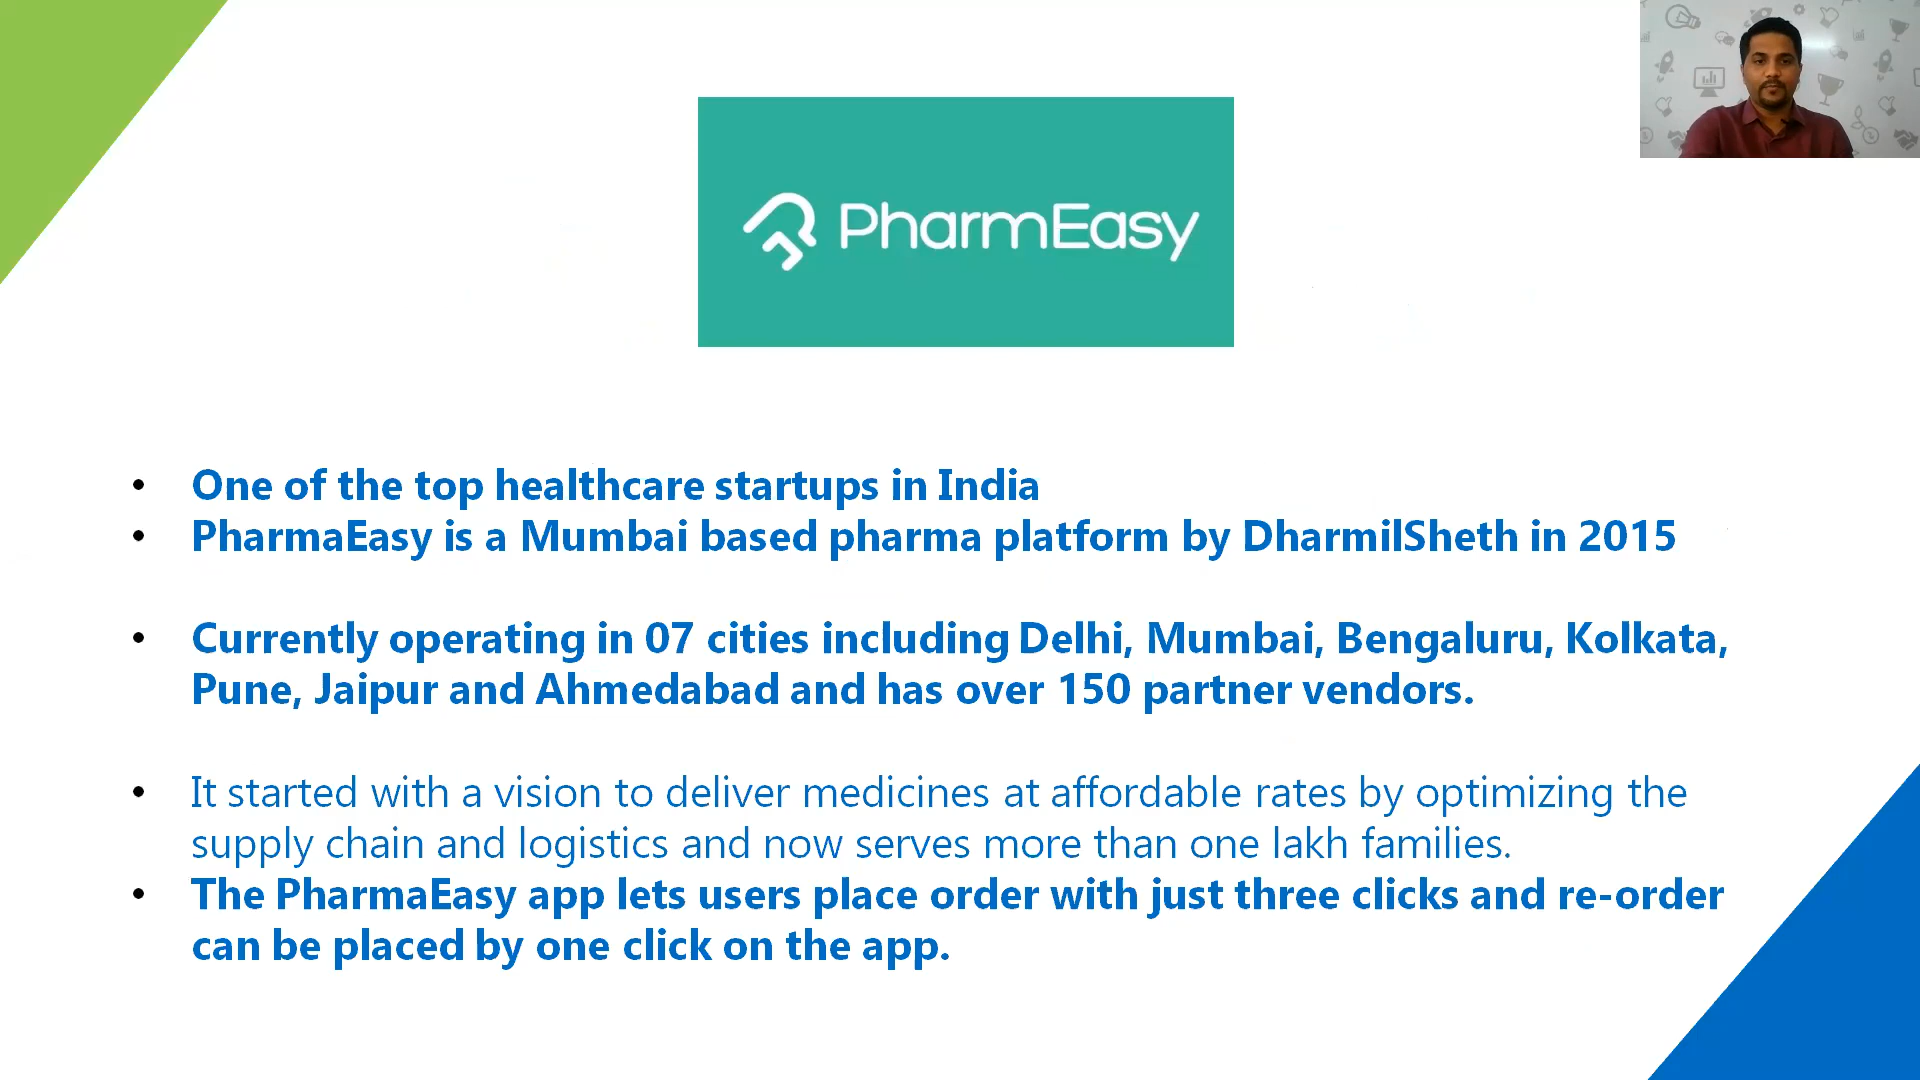 PharmEasy
• One of the top healthcare startups in India
• PharmaEasy is a Mumbai based pharma platform by DharmilSheth in 2015
• Currently operating in 07 cities including Delhi, Mumbai, Bengaluru, Kolkata,
Pune, Jaipur and Ahmedabad and has over 150 partner vendors.
• It started with a vision to deliver medicines at affordable rates by optimizing the
supply chain and logistics and now serves more than one lakh families.
• The PharmaEasy app lets users place order with just three clicks and re-order
can be placed by one click on the app.